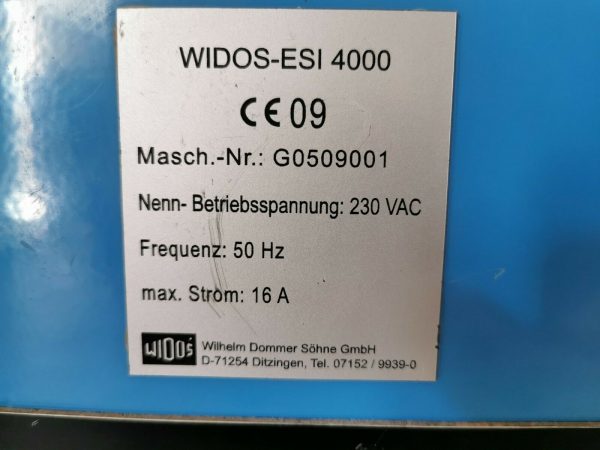 WIDOS-ESI 4000
CE 09
Masch.-Nr.: G0509001
Nenn- Betriebsspannung: 230 VAC
Frequenz: 50 Hz
max. Strom: 16 A
WIDOS
Wilhelm Dommer Söhne GmbH
D-71254 Ditzingen, Tel. 07152 / 9939-0